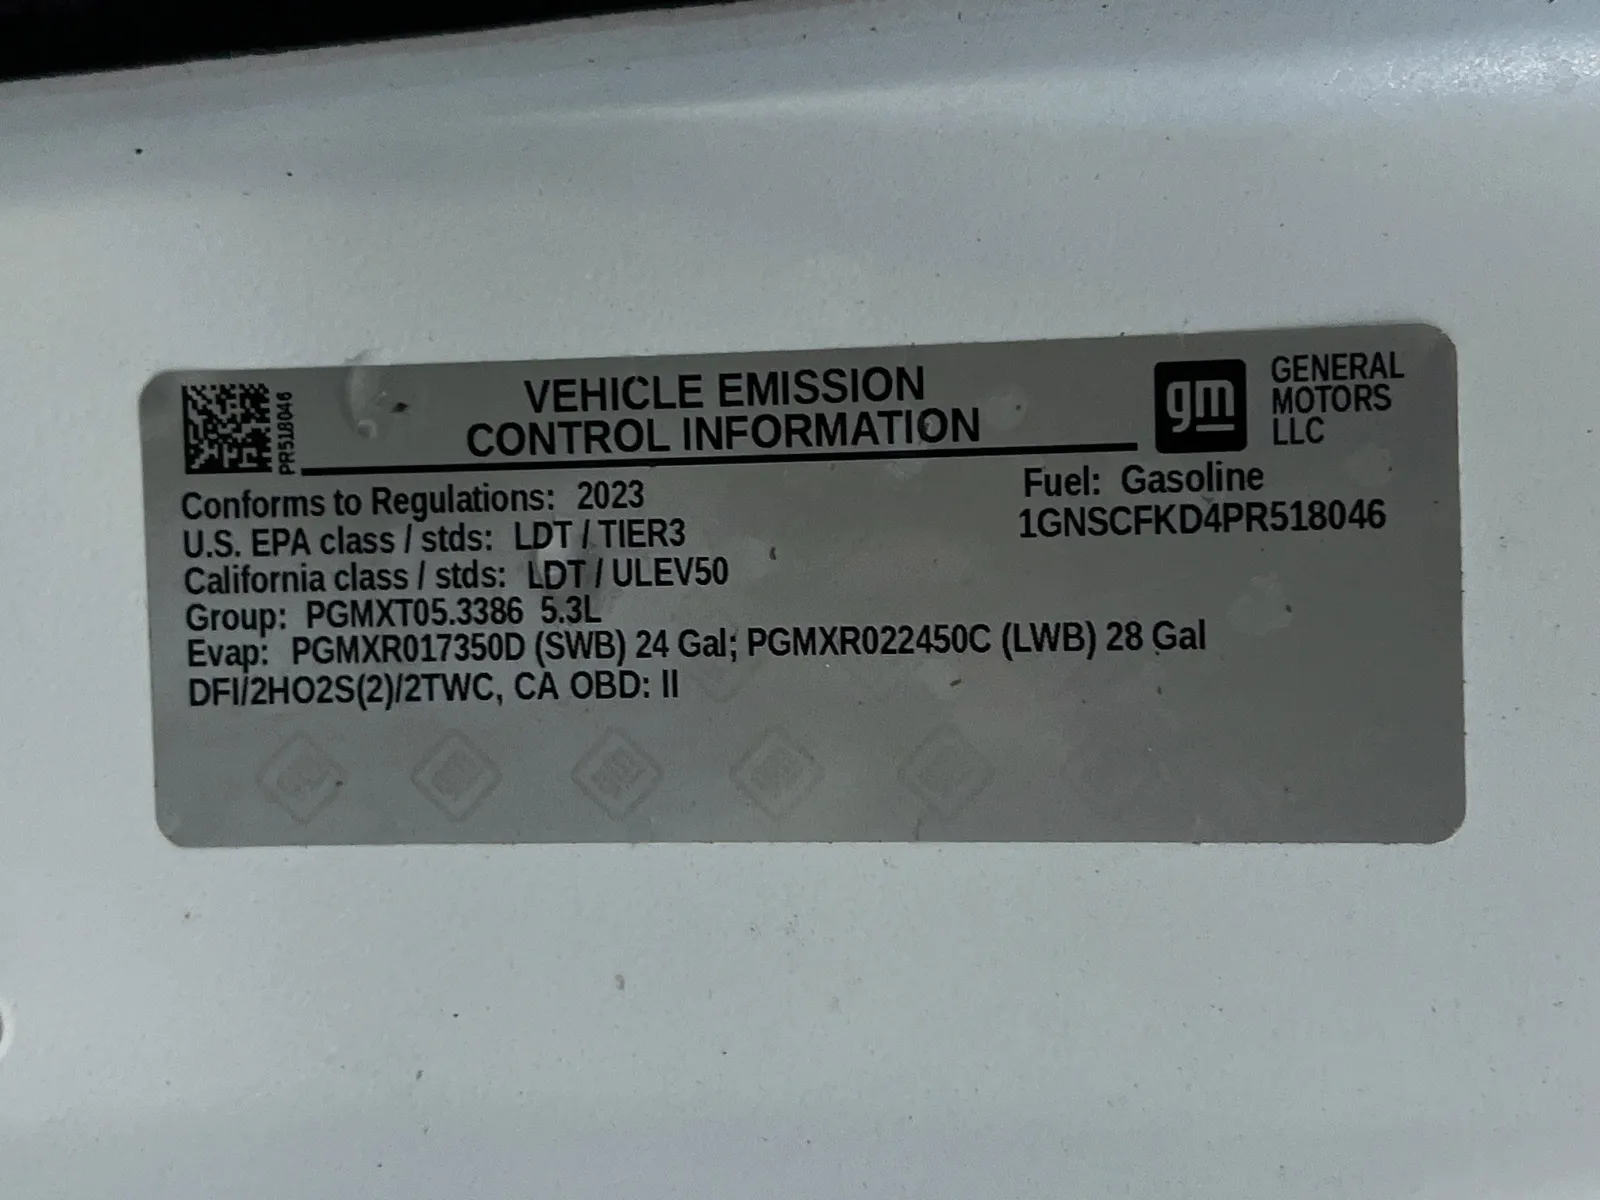 PR518046
VEHICLE EMISSION
CONTROL INFORMATION
gm
GENERAL
MOTORS
LLC
Conforms to Regulations: 2023
U.S. EPA class / stds: LDT / TIER3
California class / stds: LDT / ULEV50
Group: PGMXT05.3386 5.3L
Evap: PGMXR017350D (SWB) 24 Gal; PGMXR022450C (LWB) 28 Gal
DFI/2HO2S(2)/2TWC, CA OBD: II
Fuel: Gasoline
1GNSCFKD4PR518046